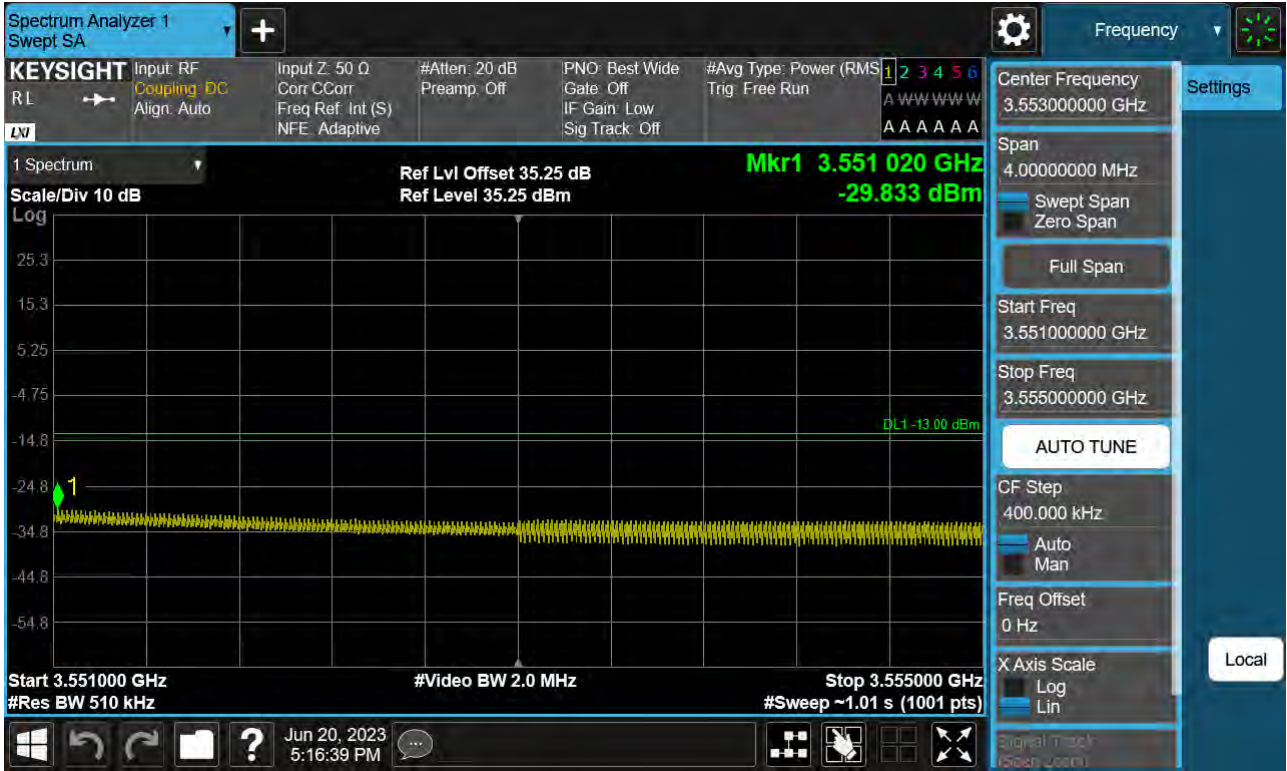 Spectrum Analyzer 1
Swept SA
+
Frequency
KEYSIGHT
RL
LXI
Input: RF
Coupling: DC
Align: Auto
Input Z: 50 Ω
Corr CCorr
Freq Ref: Int (S)
NFE: Adaptive
#Atten: 20 dB
Preamp: Off
PNO: Best Wide
Gate: Off
IF Gain: Low
Sig Track: Off
#Avg Type: Power (RMS
Trig: Free Run
1 2 3 4 5 6
A W W W W W
A A A A A A
1 Spectrum
Scale/Div 10 dB
Log
Ref Lvl Offset 35.25 dB
Ref Level 35.25 dBm
Mkr1 3.551 020 GHz
-29.833 dBm
25.3
15.3
5.25
-4.75
DL1 -13.00 dBm
-14.8
-24.8
1
-34.8
-44.8
-54.8
Start 3.551000 GHz
#Res BW 510 kHz
#Video BW 2.0 MHz
Stop 3.555000 GHz
#Sweep ~1.01 s (1001 pts)
Center Frequency
3.553000000 GHz
Settings
Span
4.00000000 MHz
Swept Span
Zero Span
Full Span
Start Freq
3.551000000 GHz
Stop Freq
3.555000000 GHz
AUTO TUNE
CF Step
400.000 kHz
Auto
Man
Freq Offset
0 Hz
X Axis Scale
Log
Lin
Local
Signal Track
(Span Zoom)
?
Jun 20, 2023
5:16:39 PM